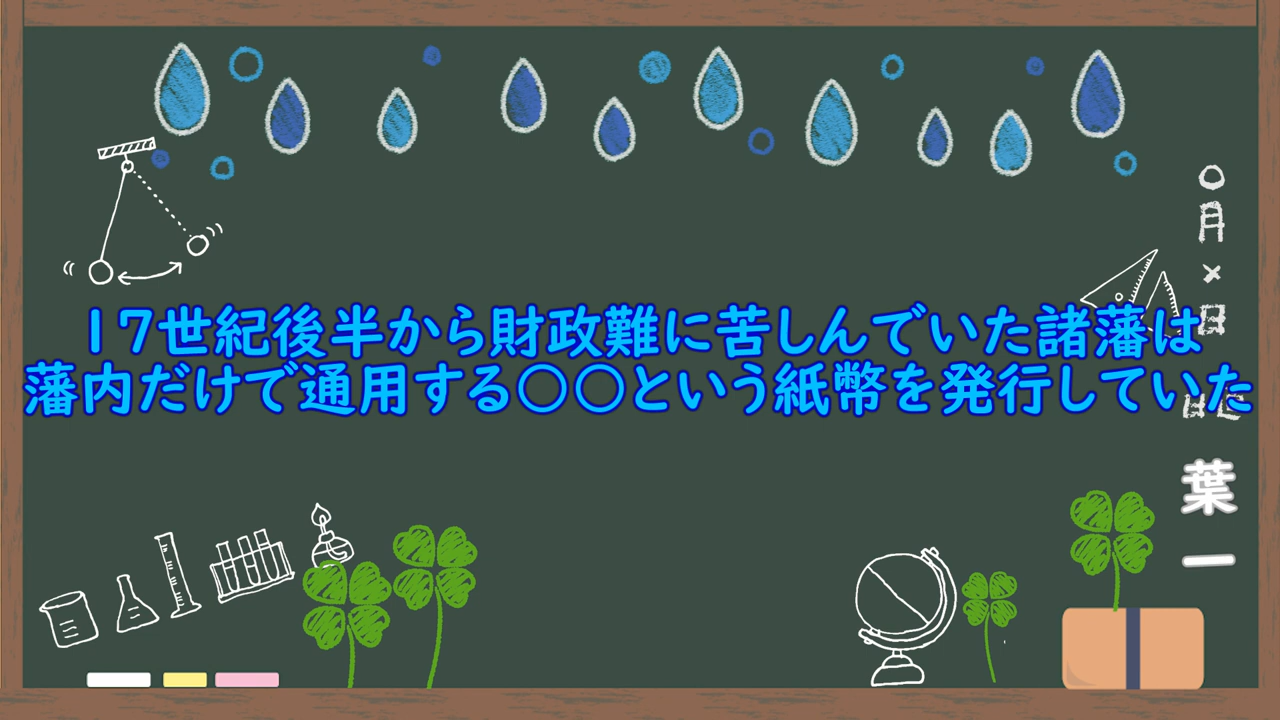 17世紀後半から財政難に苦しんでいた諸藩は
藩内だけで通用する〇〇という紙幣を発行していた
〇月×日
日直
葉一